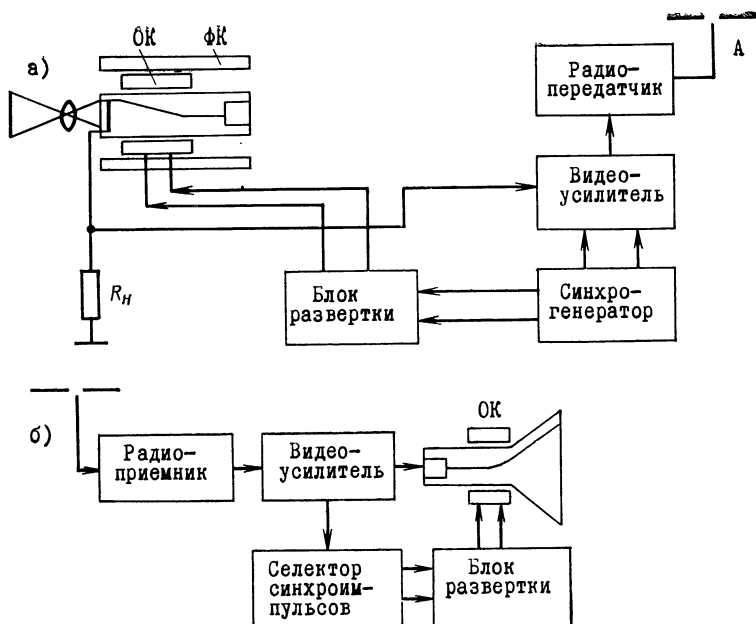 а)
ОК
ФК
А
Радио-
передатчик
Видео-
усилитель
Rн
Блок
развертки
Синхро-
генератор
б)
ОК
Радио-
приемник
Видео-
усилитель
Селектор
синхроим-
пульсов
Блок
развертки